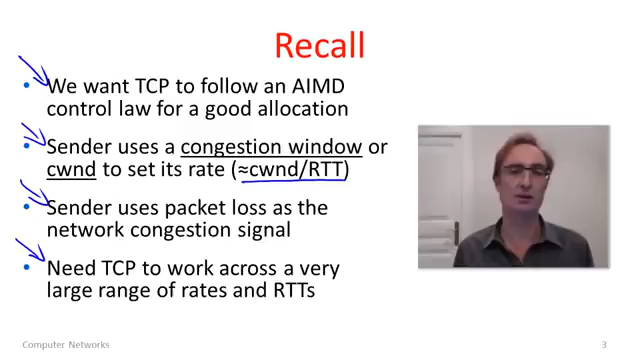 Recall
• We want TCP to follow an AIMD
control law for a good allocation
• Sender uses a congestion window or
cwnd to set its rate (≈cwnd/RTT)
• Sender uses packet loss as the
network congestion signal
• Need TCP to work across a very
large range of rates and RTTs
Computer Networks
3